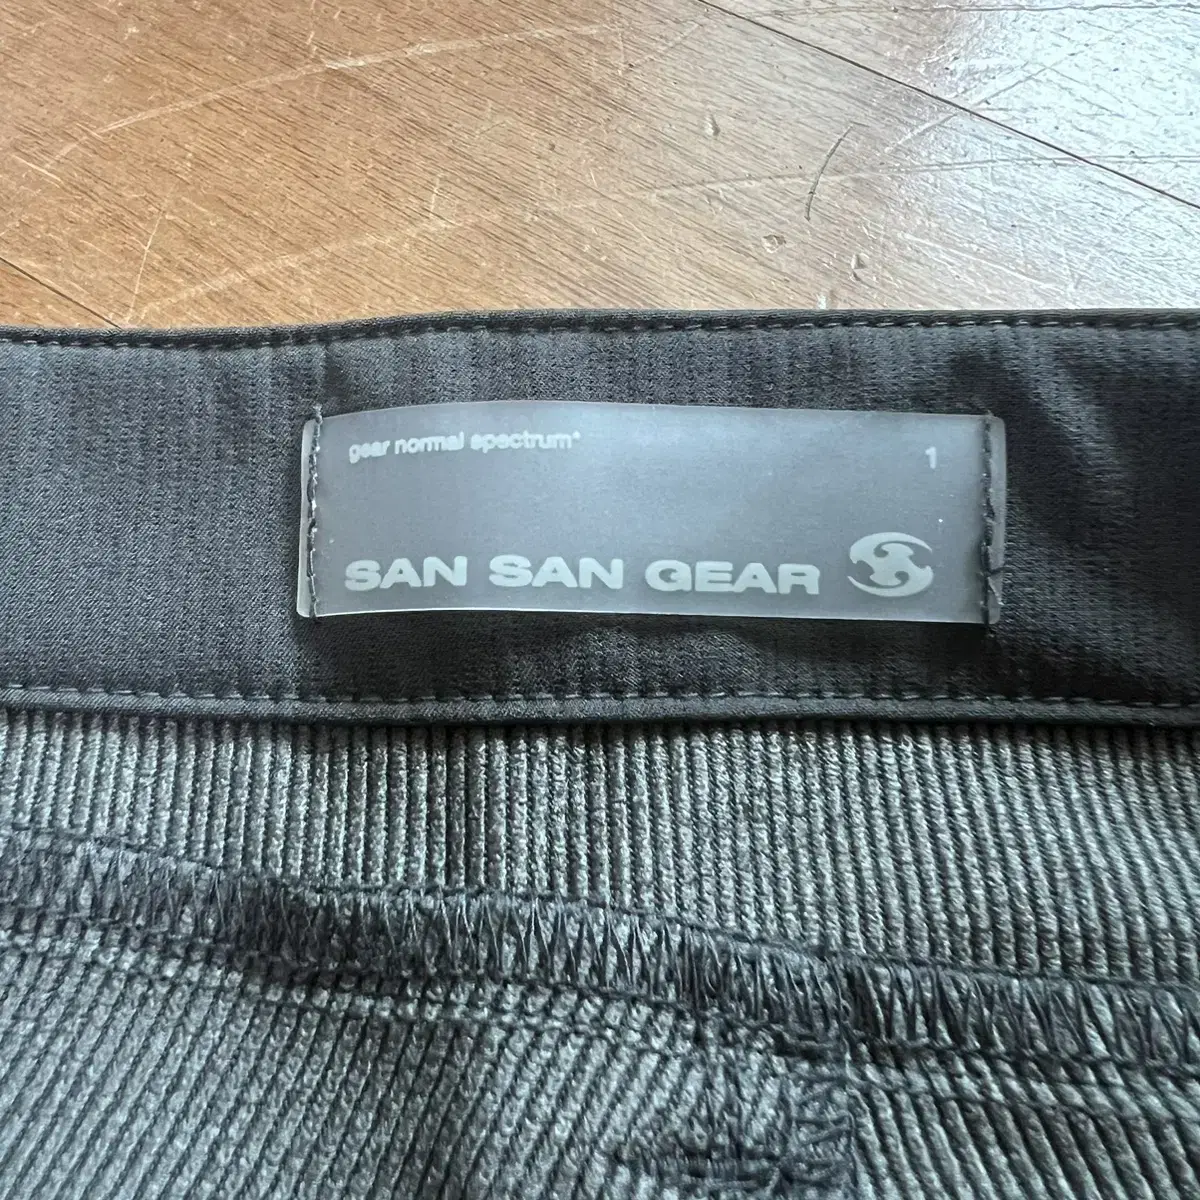 gear normal spectrum*
1
SAN SAN GEAR